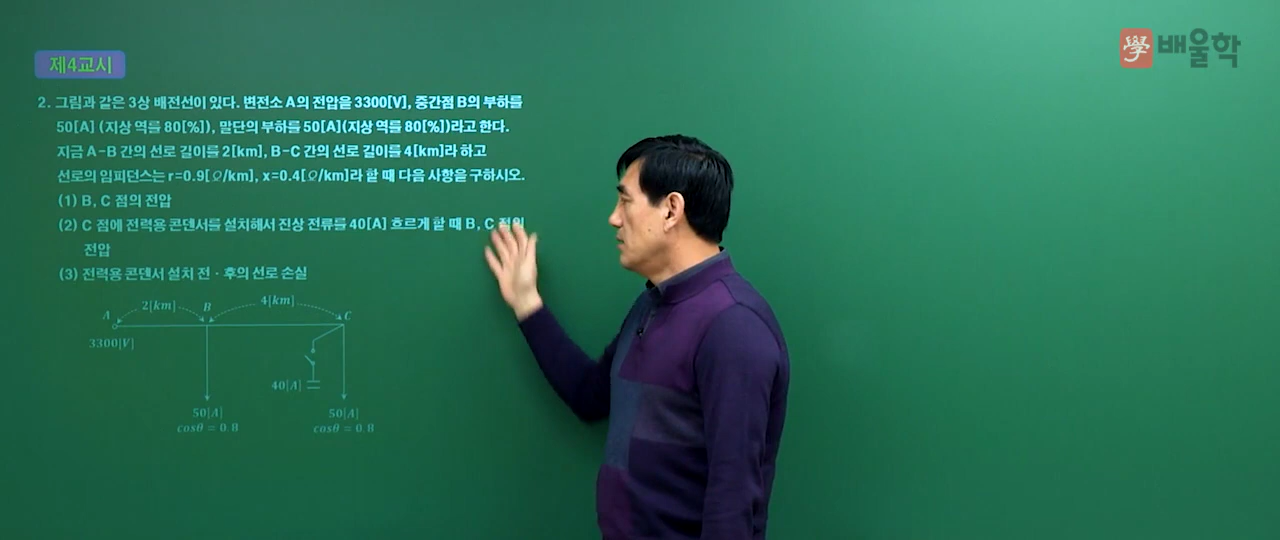 學 배울학
제4교시
2. 그림과 같은 3상 배전선이 있다. 변전소 A의 전압을 3300[V], 중간점 B의 부하를
50[A] (지상 역률 80[%]), 말단의 부하를 50[A](지상 역률 80[%])라고 한다.
지금 A-B 간의 선로 길이를 2[km], B-C 간의 선로 길이를 4[km]라 하고
선로의 임피던스는 r=0.9[Ω/km], x=0.4[Ω/km]라 할 때 다음 사항을 구하시오.
(1) B, C 점의 전압
(2) C 점에 전력용 콘덴서를 설치해서 진상 전류를 40[A] 흐르게 할 때 B, C 점의
전압
(3) 전력용 콘덴서 설치 전·후의 선로 손실
A 2[km] B 4[km] C
3300[V]
40[A]
50[A] 50[A]
cosθ = 0.8 cosθ = 0.8